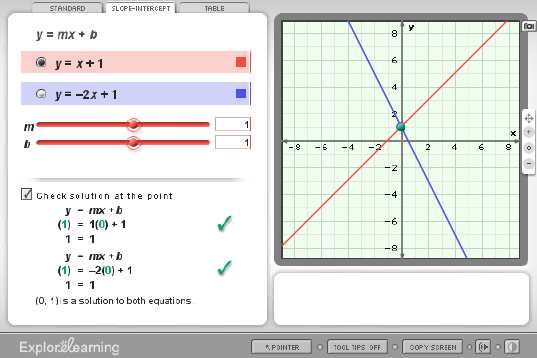 STANDARD SLOPE-INTERCEPT TABLE
y = mx + b
y = x + 1
y = −2x + 1
m 1
b 1
Check solution at the point
y = mx + b
(1) = 1(0) + 1
1 = 1
y = mx + b
(1) = −2(0) + 1
1 = 1
(0, 1) is a solution to both equations.
y
8
6
4
2
x
−8 −6 −4 −2 2 4 6 8
−2
−4
−6
−8
ExploreLearning
POINTER TOOL TIPS OFF COPY SCREEN